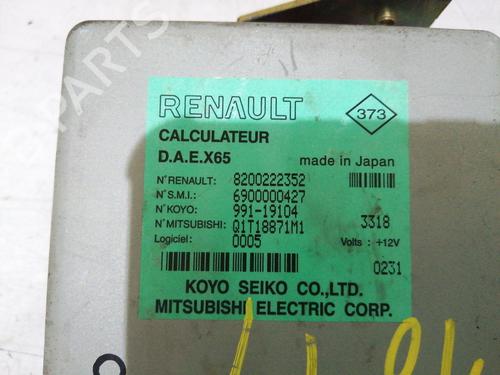 RENAULT
373
CALCULATEUR
D.A.E.X65
made in Japan
N°RENAULT: 8200222352
N°S.M.I.: 6900000427
N°KOYO: 991-19104
3318
N°MITSUBISHI: Q1T18871M1
Logiciel: 0005
Volts : +12V
0231
KOYO SEIKO CO.,LTD.
MITSUBISHI ELECTRIC CORP.